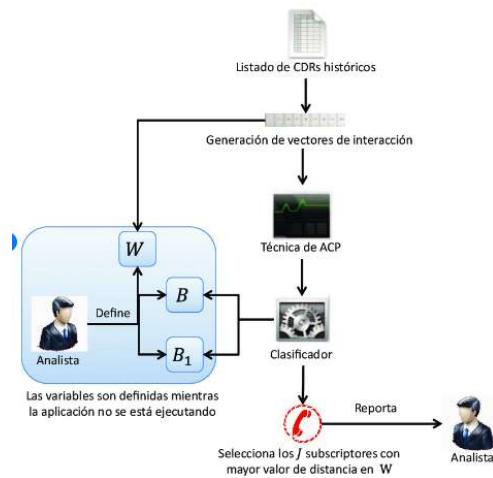 Listado de CDRs históricos
Generación de vectores de interacción
Técnica de ACP
W
B
Define
Analista
B₁
Clasificador
Las variables son definidas mientras
la aplicación no se está ejecutando
Reporta
Selecciona los J subscriptores con
mayor valor de distancia en W
Analista